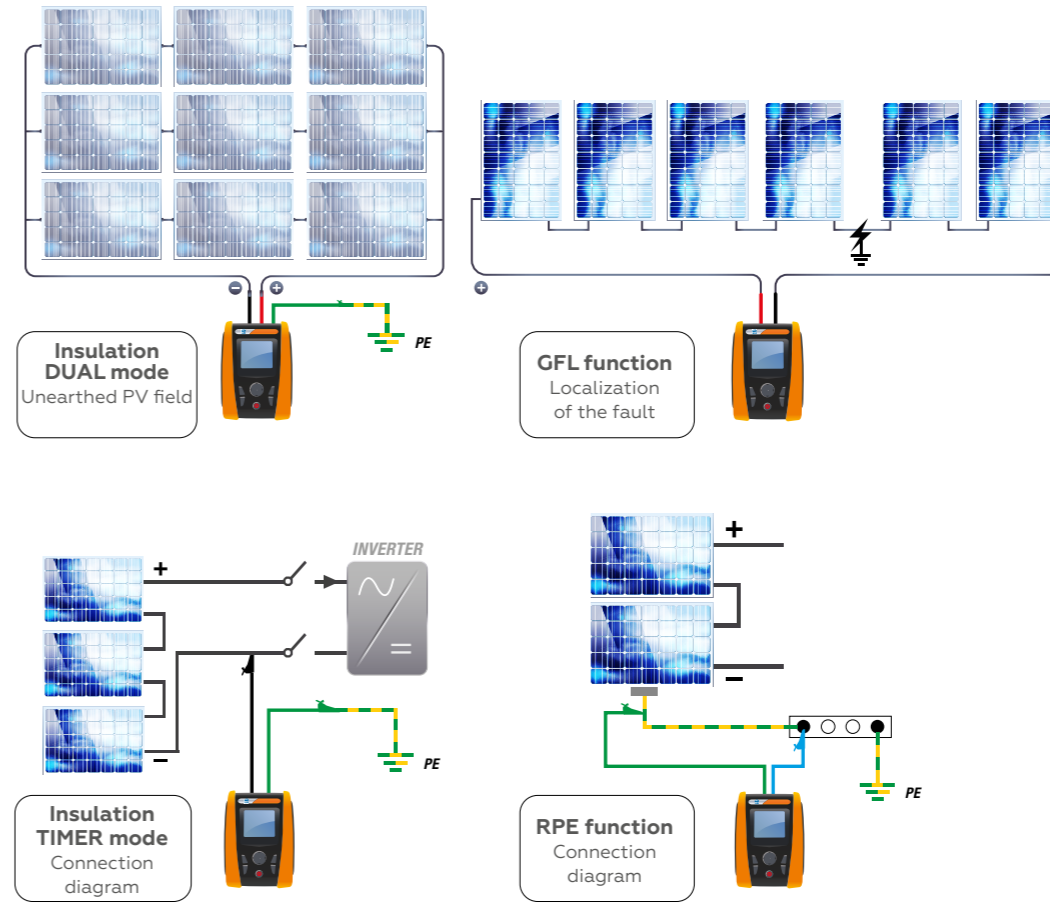 − +
PE
Insulation
DUAL mode
Unearthed PV field
+
GFL function
Localization
of the fault
INVERTER
+
−
PE
Insulation
TIMER mode
Connection
diagram
+
−
PE
RPE function
Connection
diagram